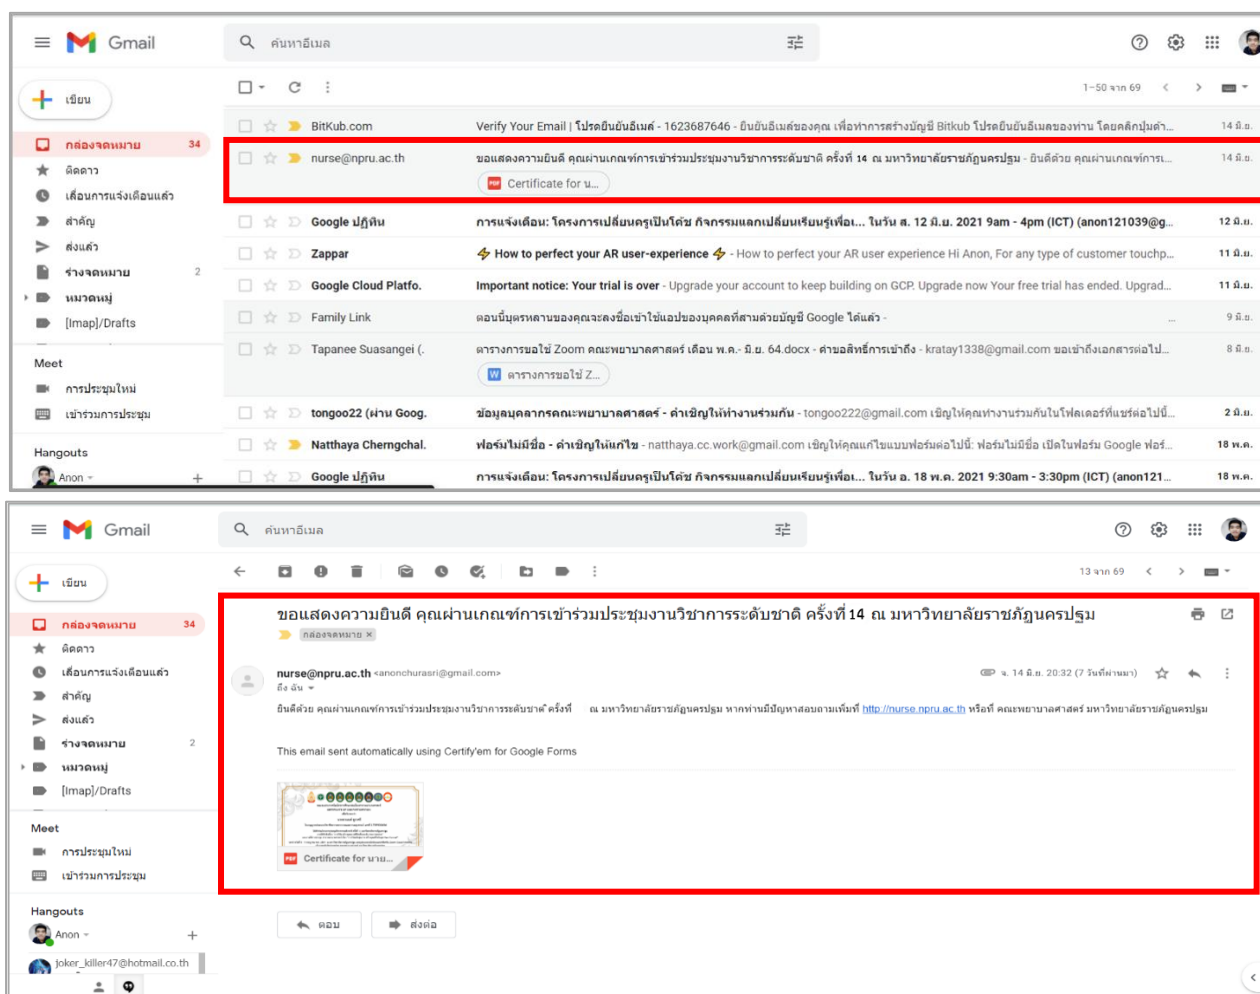 Gmail
ค้นหาอีเมล
เขียน
1–50 จาก 69
กล่องจดหมาย 34
ติดดาว
เลื่อนการแจ้งเตือนแล้ว
สำคัญ
ส่งแล้ว
ร่างจดหมาย 2
หมวดหมู่
[Imap]/Drafts
Meet
การประชุมใหม่
เข้าร่วมการประชุม
Hangouts
Anon
BitKub.com Verify Your Email | โปรดยืนยันอีเมล์ - 1623687646 - ยืนยันอีเมล์ของคุณ เพื่อทำการสร้างบัญชี Bitkub โปรดยืนยันอีเมลของท่าน โดยคลิกปุ่มด้า... 14 มิ.ย.
nurse@npru.ac.th ขอแสดงความยินดี คุณผ่านเกณฑ์การเข้าร่วมประชุมงานวิชาการระดับชาติ ครั้งที่ 14 ณ มหาวิทยาลัยราชภัฏนครปฐม - ยินดีด้วย คุณผ่านเกณฑ์การเ... 14 มิ.ย.
PDF Certificate for น...
Google ปฏิทิน การแจ้งเตือน: โครงการเปลี่ยนครูเป็นโค้ช กิจกรรมแลกเปลี่ยนเรียนรู้เพื่อ... ในวัน ส. 12 มิ.ย. 2021 9am - 4pm (ICT) (anon121039@g... 12 มิ.ย.
Zappar ⚡ How to perfect your AR user-experience ⚡ - How to perfect your AR user experience Hi Anon, For any type of customer touchp... 11 มิ.ย.
Google Cloud Platfo. Important notice: Your trial is over - Upgrade your account to keep building on GCP. Upgrade now Your free trial has ended. Upgrad... 11 มิ.ย.
Family Link ตอนนี้บุตรหลานของคุณจะลงชื่อเข้าใช้แอปของบุคคลที่สามด้วยบัญชี Google ได้แล้ว - ... 9 มิ.ย.
Tapanee Suasangei (. ตารางการขอใช้ Zoom คณะพยาบาลศาสตร์ เดือน พ.ค.- มิ.ย. 64.docx - คำขอสิทธิ์การเข้าถึง - kratay1338@gmail.com ขอเข้าถึงเอกสารต่อไป... 8 มิ.ย.
W ตารางการขอใช้ Z...
tongoo22 (ผ่าน Goog. ข้อมูลบุคลากรคณะพยาบาลศาสตร์ - คำเชิญให้ทำงานร่วมกัน - tongoo222@gmail.com เชิญให้คุณทำงานร่วมกันในโฟลเดอร์ที่แชร์ต่อไปนี้... 2 มิ.ย.
Natthaya Cherngchal. ฟอร์มไม่มีชื่อ - คำเชิญให้แก้ไข - natthaya.cc.work@gmail.com เชิญให้คุณแก้ไขแบบฟอร์มต่อไปนี้: ฟอร์มไม่มีชื่อ เปิดในฟอร์ม Google ฟอร์... 18 พ.ค.
Google ปฏิทิน การแจ้งเตือน: โครงการเปลี่ยนครูเป็นโค้ช กิจกรรมแลกเปลี่ยนเรียนรู้เพื่อ... ในวัน อ. 18 พ.ค. 2021 9:30am - 3:30pm (ICT) (anon121... 18 พ.ค.
Gmail
ค้นหาอีเมล
เขียน
13 จาก 69
กล่องจดหมาย 34
ติดดาว
เลื่อนการแจ้งเตือนแล้ว
สำคัญ
ส่งแล้ว
ร่างจดหมาย 2
หมวดหมู่
[Imap]/Drafts
Meet
การประชุมใหม่
เข้าร่วมการประชุม
Hangouts
Anon
joker_killer47@hotmail.co.th
ขอแสดงความยินดี คุณผ่านเกณฑ์การเข้าร่วมประชุมงานวิชาการระดับชาติ ครั้งที่ 14 ณ มหาวิทยาลัยราชภัฏนครปฐม
กล่องจดหมาย ×
nurse@npru.ac.th <anonchurasri@gmail.com> จ. 14 มิ.ย. 20:32 (7 วันที่ผ่านมา)
ถึง ฉัน
ยินดีด้วย คุณผ่านเกณฑ์การเข้าร่วมประชุมงานวิชาการระดับชาติ ครั้งที่ ณ มหาวิทยาลัยราชภัฏนครปฐม หากท่านมีปัญหาสอบถามเพิ่มที่ http://nurse.npru.ac.th หรือที่ คณะพยาบาลศาสตร์ มหาวิทยาลัยราชภัฏนครปฐม
This email sent automatically using Certify'em for Google Forms
PDF Certificate for นาย...
ตอบ ส่งต่อ